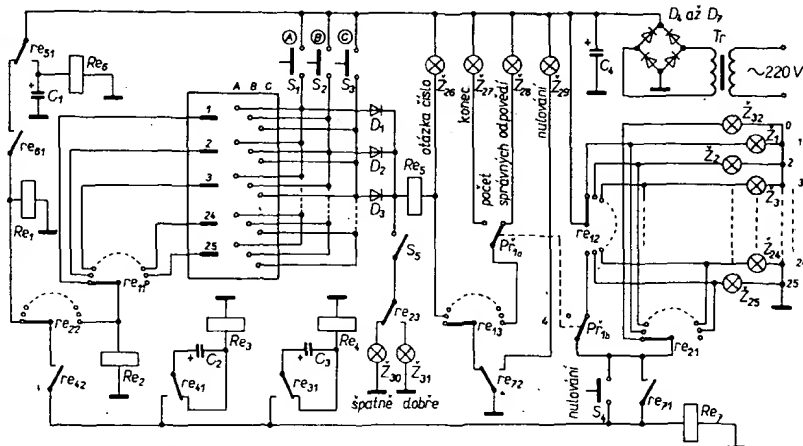 D₄ až D₇
Tr
~220 V
+
C₄
re₅₁
Re₆
+
C₁
re₆₁
Re₁
Ⓐ
Ⓑ
Ⓒ
S₁
S₂
S₃
A B C
1
2
3
24
25
D₁
D₂
D₃
Re₅
S₅
otázka číslo
Ž₂₆
konec
Ž₂₇
počet
správných odpovědí
Ž₂₈
nulování
Ž₂₉
Př₁ₐ
re₁₃
re₇₂
4
Př₁b
re₁₂
Ž₃₂
0
Ž₁
1
Ž₂
2
Ž₃
3
Ž₂₄
24
Ž₂₅
25
re₂₁
re₁₁
re₂₂
Re₂
re₄₂
+
C₂
Re₃
re₄₁
+
C₃
Re₄
re₃₁
re₂₃
Ž₃₀
Ž₃₁
špatně dobře
nulování
S₄
re₇₁
Re₇